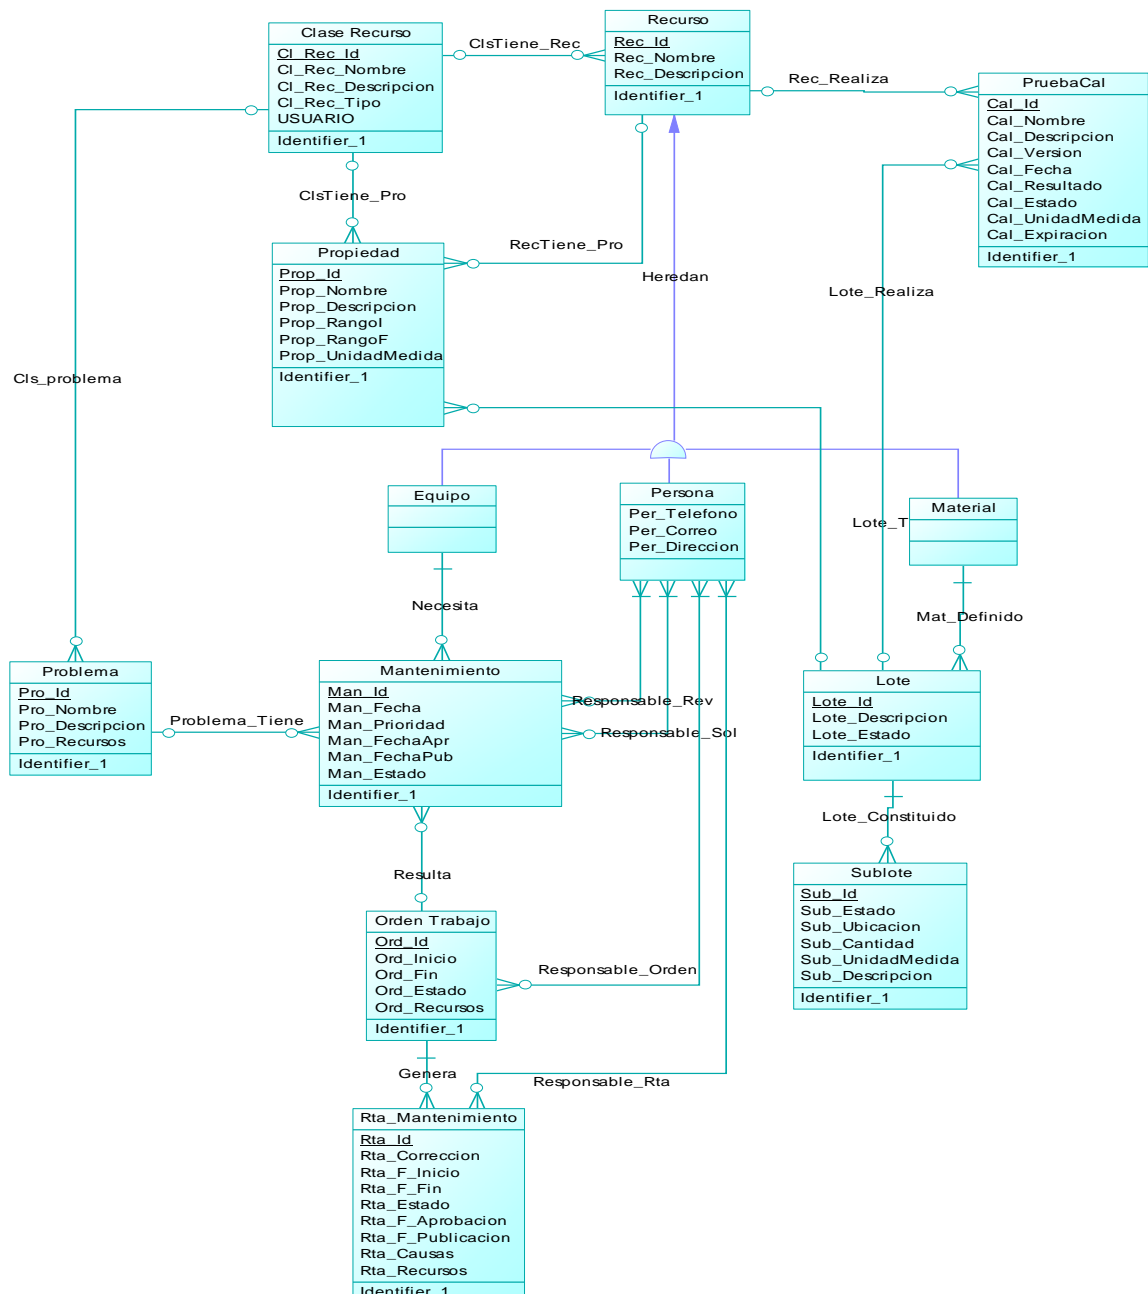 Clase Recurso
Cl_Rec_Id
Cl_Rec_Nombre
Cl_Rec_Descripcion
Cl_Rec_Tipo
USUARIO
Identifier_1
ClsTiene_Rec
Recurso
Rec_Id
Rec_Nombre
Rec_Descripcion
Identifier_1
Rec_Realiza
PruebaCal
Cal_Id
Cal_Nombre
Cal_Descripcion
Cal_Version
Cal_Fecha
Cal_Resultado
Cal_Estado
Cal_UnidadMedida
Cal_Expiracion
Identifier_1
ClsTiene_Pro
Propiedad
Prop_Id
Prop_Nombre
Prop_Descripcion
Prop_RangoI
Prop_RangoF
Prop_UnidadMedida
Identifier_1
RecTiene_Pro
Heredan
Lote_Realiza
Cls_problema
Equipo
Persona
Per_Telefono
Per_Correo
Per_Direccion
Lote_T
Material
Necesita
Mat_Definido
Problema
Pro_Id
Pro_Nombre
Pro_Descripcion
Pro_Recursos
Identifier_1
Problema_Tiene
Mantenimiento
Man_Id
Man_Fecha
Man_Prioridad
Man_FechaApr
Man_FechaPub
Man_Estado
Identifier_1
Responsable_Rev
Responsable_Sol
Lote
Lote_Id
Lote_Descripcion
Lote_Estado
Identifier_1
Lote_Constituido
Sublote
Sub_Id
Sub_Estado
Sub_Ubicacion
Sub_Cantidad
Sub_UnidadMedida
Sub_Descripcion
Identifier_1
Resulta
Orden Trabajo
Ord_Id
Ord_Inicio
Ord_Fin
Ord_Estado
Ord_Recursos
Identifier_1
Responsable_Orden
Genera
Responsable_Rta
Rta_Mantenimiento
Rta_Id
Rta_Correccion
Rta_F_Inicio
Rta_F_Fin
Rta_Estado
Rta_F_Aprobacion
Rta_F_Publicacion
Rta_Causas
Rta_Recursos
Identifier_1